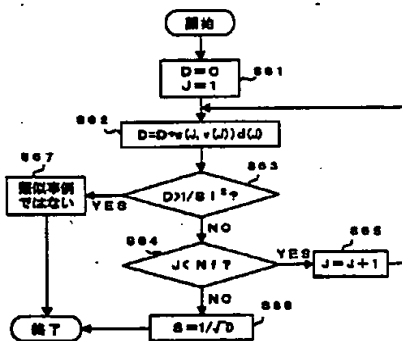 開始
D=0
J=1
S61
S62
D=D+w(J, v(J))d(J)
S67
類似事例
ではない
YES
D>1/Sl²?
S63
NO
S64
J<Nf?
YES
S65
J=J+1
NO
S66
S=1/√D
終了